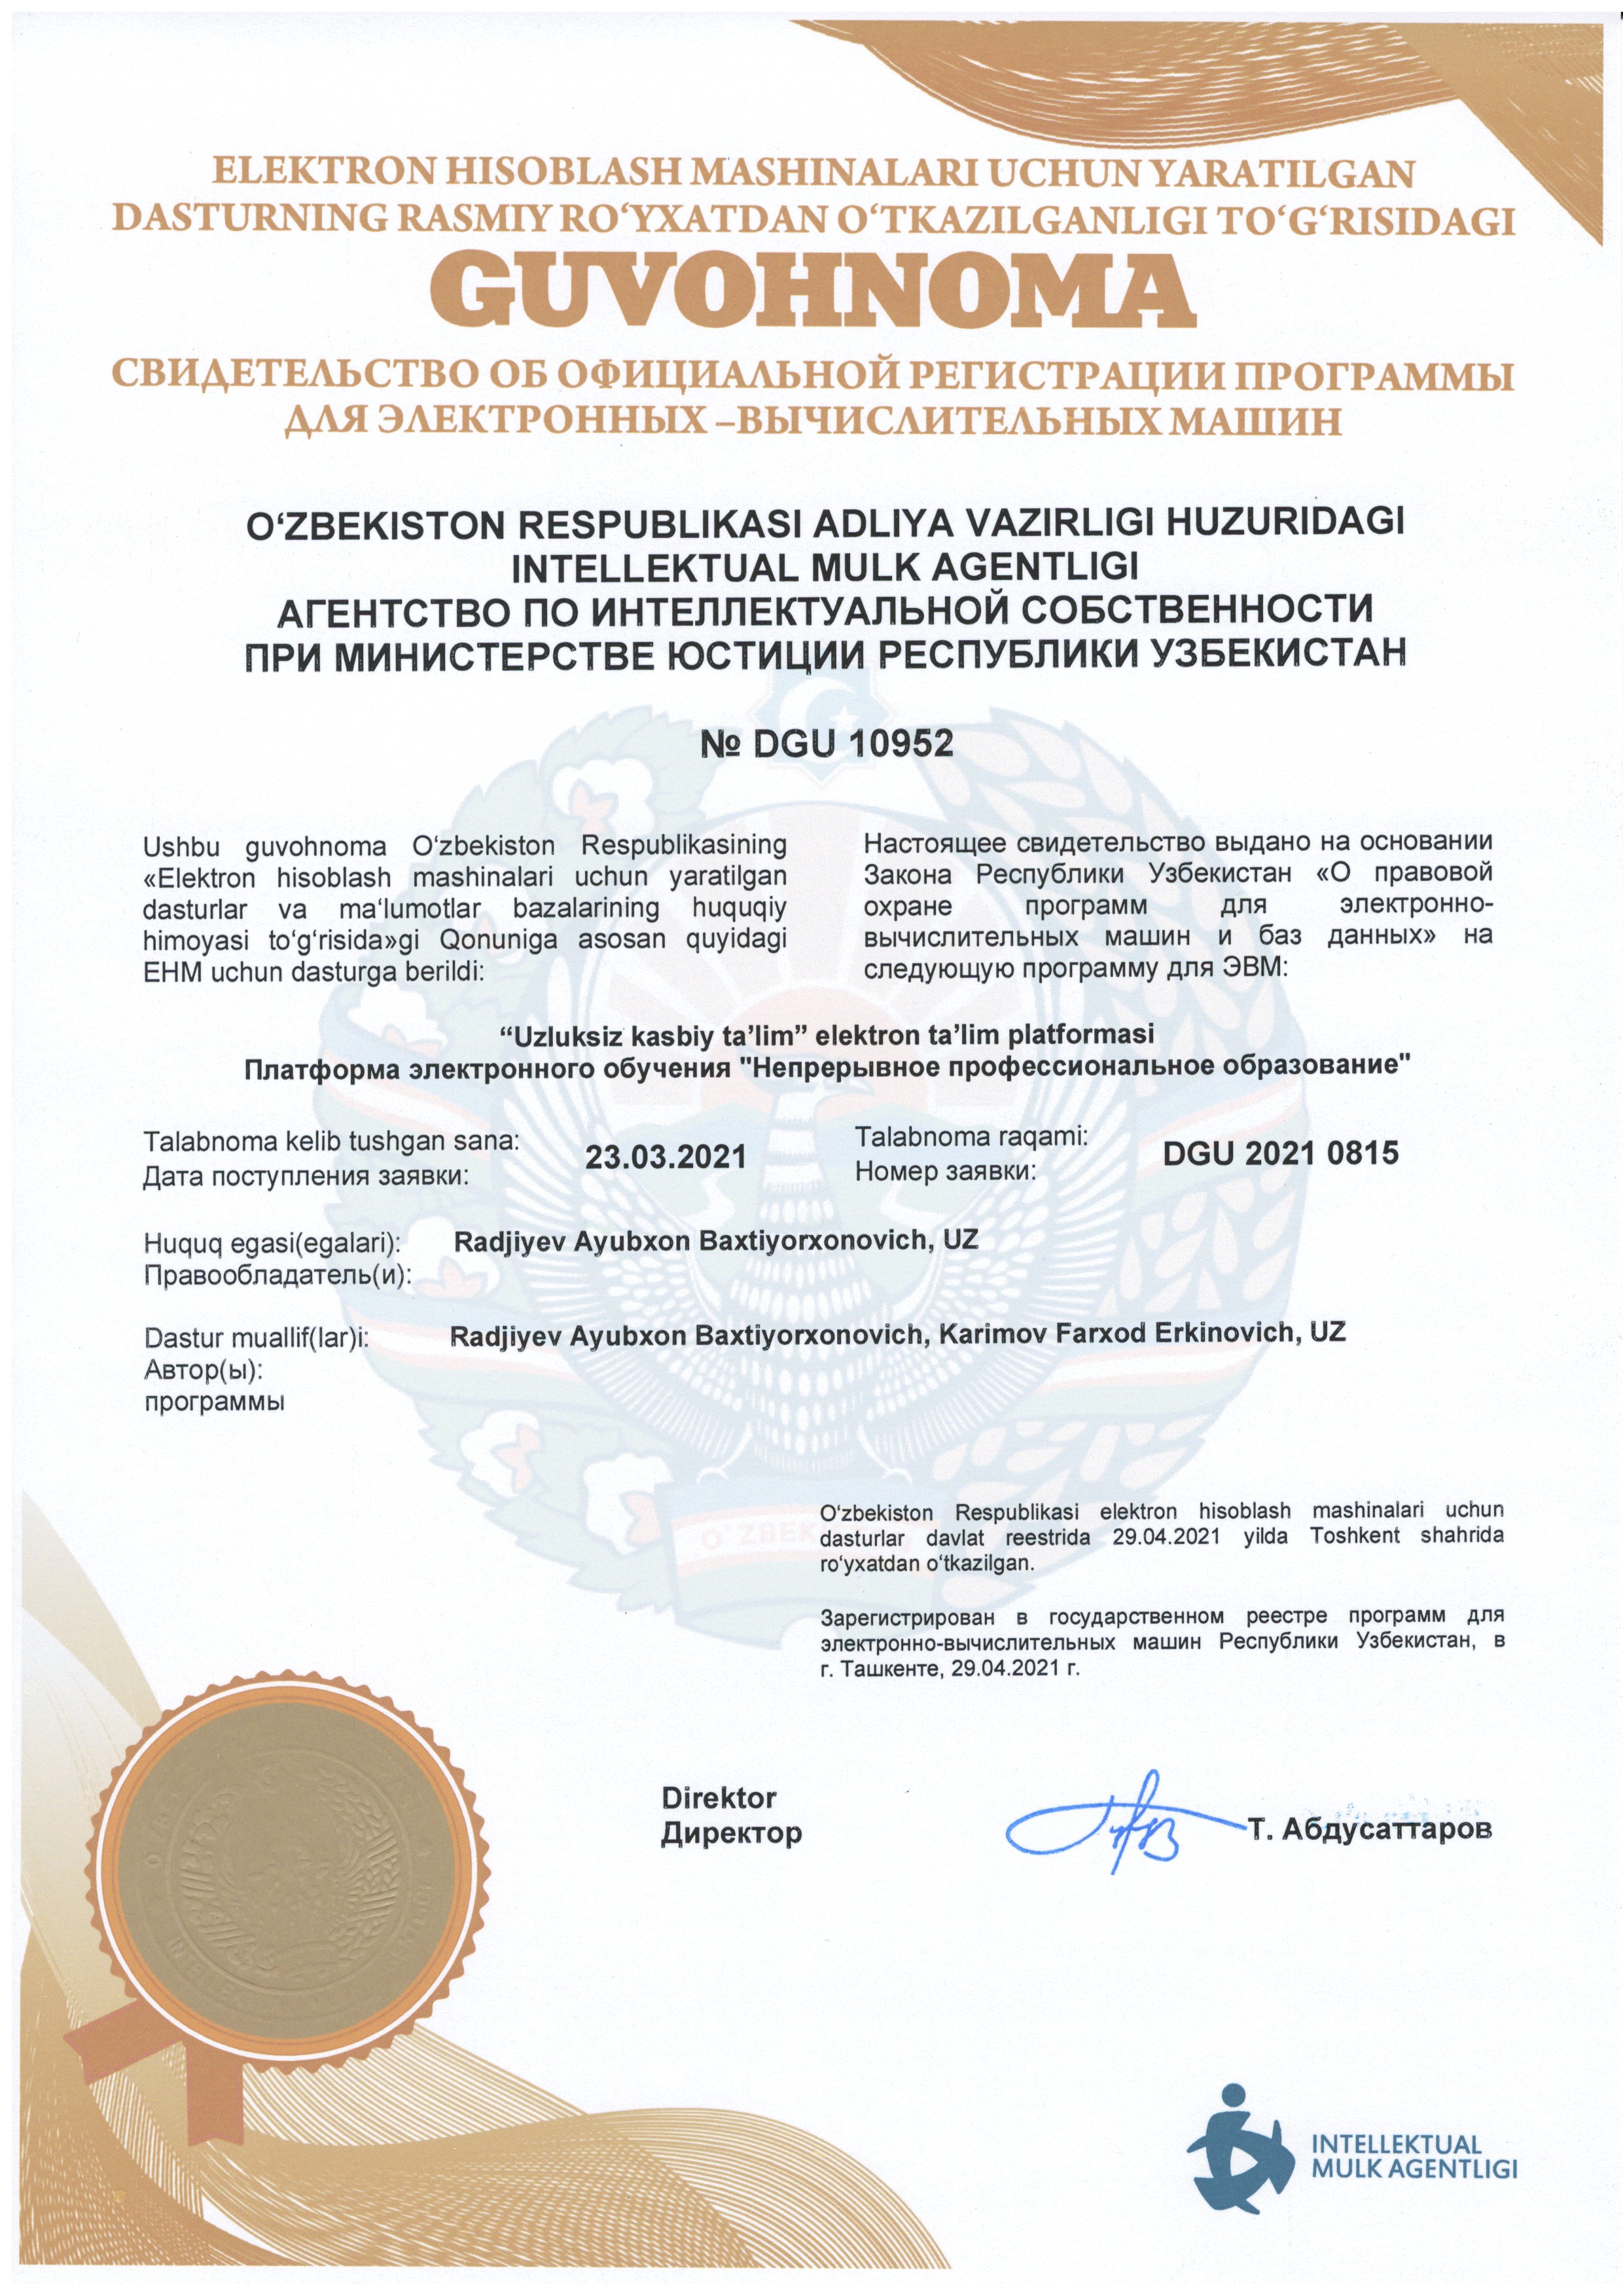 ELEKTRON HISOBLASH MASHINALARI UCHUN YARATILGAN
DASTURNING RASMIY RO‘YXATDAN O‘TKAZILGANLIGI TO‘G‘RISIDAGI
GUVOHNOMA
СВИДЕТЕЛЬСТВО ОБ ОФИЦИАЛЬНОЙ РЕГИСТРАЦИИ ПРОГРАММЫ
ДЛЯ ЭЛЕКТРОННЫХ –ВЫЧИСЛИТЕЛЬНЫХ МАШИН
O‘ZBEKISTON RESPUBLIKASI ADLIYA VAZIRLIGI HUZURIDAGI
INTELLEKTUAL MULK AGENTLIGI
АГЕНТСТВО ПО ИНТЕЛЛЕКТУАЛЬНОЙ СОБСТВЕННОСТИ
ПРИ МИНИСТЕРСТВЕ ЮСТИЦИИ РЕСПУБЛИКИ УЗБЕКИСТАН
№ DGU 10952
Ushbu guvohnoma O‘zbekiston Respublikasining
«Elektron hisoblash mashinalari uchun yaratilgan
dasturlar va ma‘lumotlar bazalarining huquqiy
himoyasi to‘g‘risida»gi Qonuniga asosan quyidagi
EHM uchun dasturga berildi:
Настоящее свидетельство выдано на основании
Закона Республики Узбекистан «О правовой
охране программ для электронно-
вычислительных машин и баз данных» на
следующую программу для ЭВМ:
“Uzluksiz kasbiy ta’lim” elektron ta’lim platformasi
Платформа электронного обучения "Непрерывное профессиональное образование"
Talabnoma kelib tushgan sana:
Дата поступления заявки:
23.03.2021
Talabnoma raqami:
Номер заявки:
DGU 2021 0815
Huquq egasi(egalari):
Правообладатель(и):
Radjiyev Ayubxon Baxtiyorxonovich, UZ
Dastur muallif(lar)i:
Автор(ы):
программы
Radjiyev Ayubxon Baxtiyorxonovich, Karimov Farxod Erkinovich, UZ
O‘zbekiston Respublikasi elektron hisoblash mashinalari uchun
dasturlar davlat reestrida 29.04.2021 yilda Toshkent shahrida
ro‘yxatdan o‘tkazilgan.
Зарегистрирован в государственном реестре программ для
электронно-вычислительных машин Республики Узбекистан, в
г. Ташкенте, 29.04.2021 г.
Direktor
Директор
Т. Абдусаттаров
INTELLEKTUAL
MULK AGENTLIGI